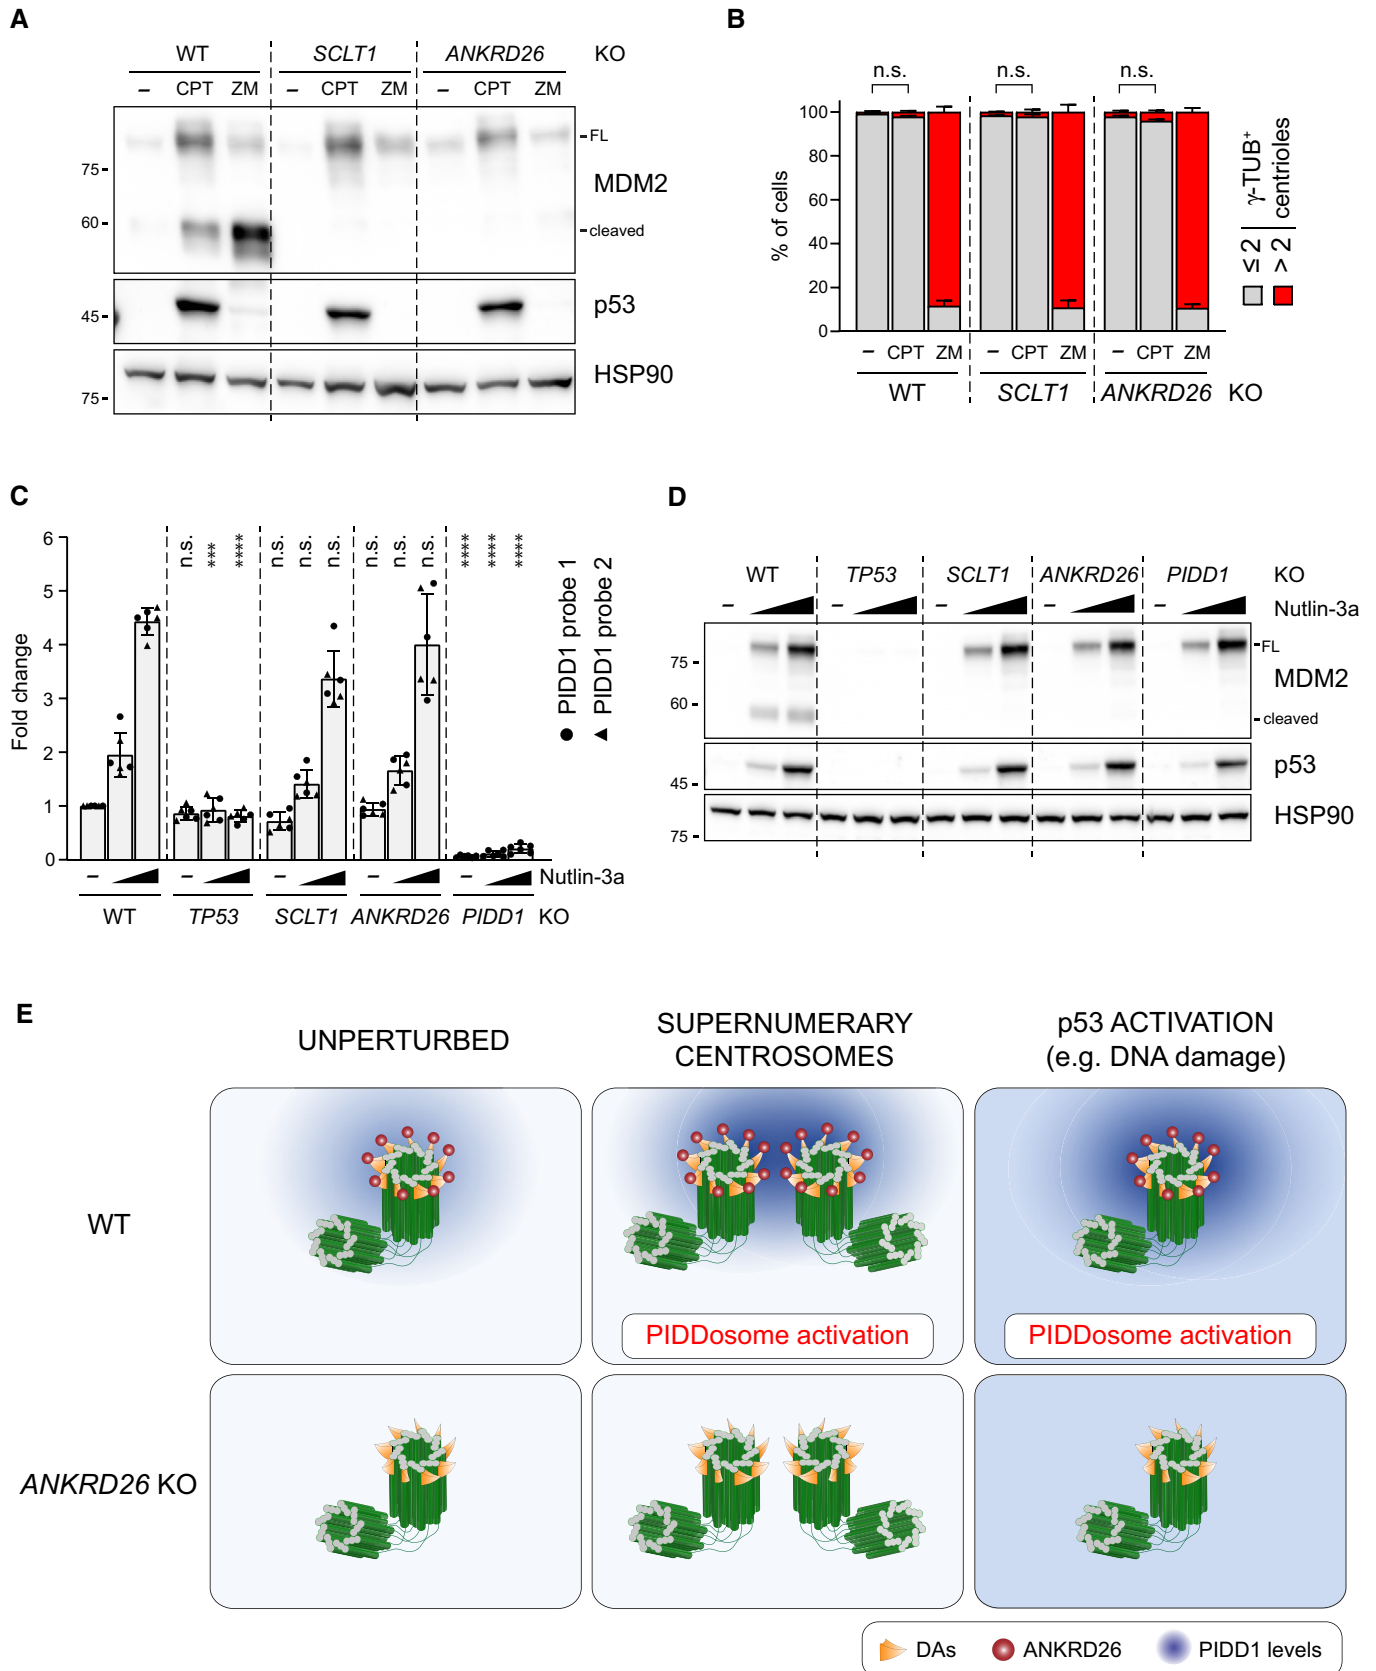 A
WT SCLT1 ANKRD26 KO
– CPT ZM – CPT ZM – CPT ZM
FL
75
MDM2
60
cleaved
p53
45
HSP90
75
B
n.s. n.s. n.s.
100
80
60
40
20
0
% of cells
γ-TUB+
centrioles
≤ 2
> 2
– CPT ZM – CPT ZM – CPT ZM
WT SCLT1 ANKRD26 KO
C
6
5
4
3
2
1
0
Fold change
n.s. *** **** n.s. n.s. n.s. n.s. n.s. n.s. **** **** ****
● PIDD1 probe 1
▲ PIDD1 probe 2
– – – – – Nutlin-3a
WT TP53 SCLT1 ANKRD26 PIDD1 KO
D
WT TP53 SCLT1 ANKRD26 PIDD1 KO
– – – – – Nutlin-3a
FL
75
MDM2
60
cleaved
p53
45
HSP90
75
E
UNPERTURBED
SUPERNUMERARY
CENTROSOMES
p53 ACTIVATION
(e.g. DNA damage)
WT
PIDDosome activation
PIDDosome activation
ANKRD26 KO
DAs ANKRD26 PIDD1 levels